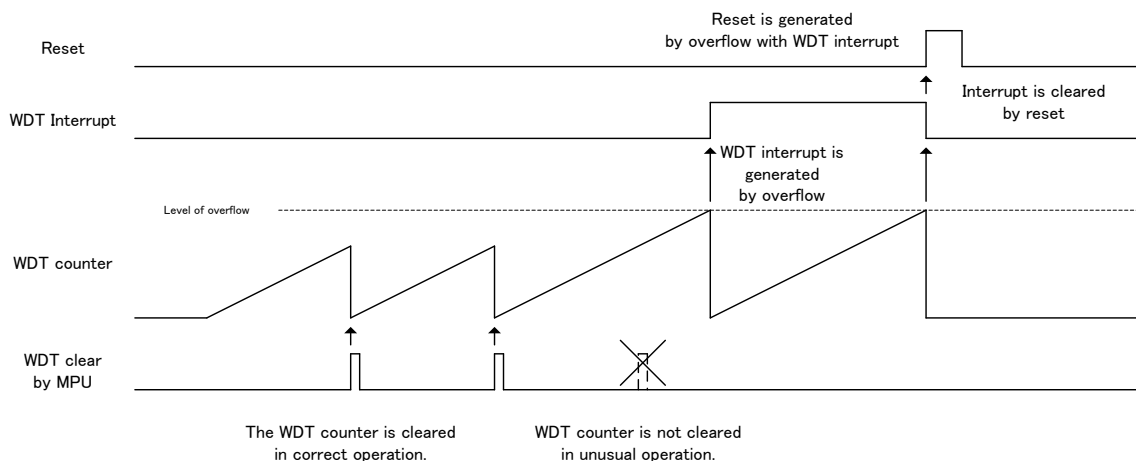 Reset is generated
by overflow with WDT interrupt
Reset
Interrupt is cleared
by reset
WDT Interrupt
WDT interrupt is
generated
by overflow
Level of overflow
WDT counter
WDT clear
by MPU
The WDT counter is cleared
in correct operation.
WDT counter is not cleared
in unusual operation.